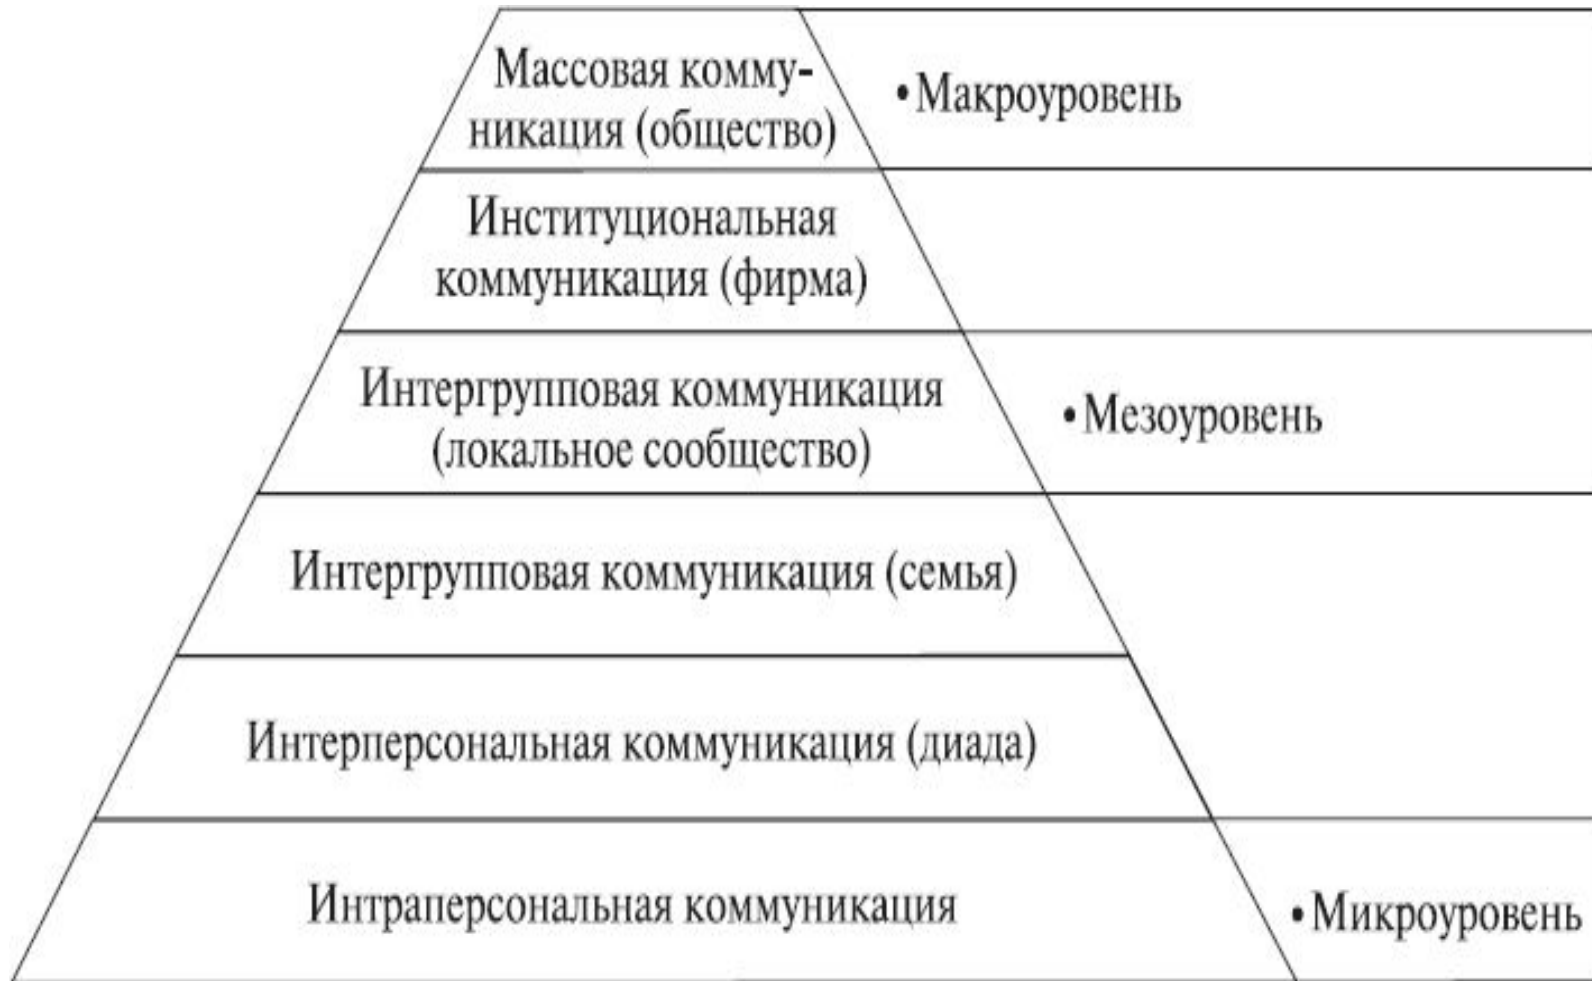 Массовая комму-
никация (общество)
• Макроуровень
Институциональная
коммуникация (фирма)
Интергрупповая коммуникация
(локальное сообщество)
• Мезоуровень
Интергрупповая коммуникация (семья)
Интерперсональная коммуникация (диада)
Интраперсональная коммуникация
• Микроуровень